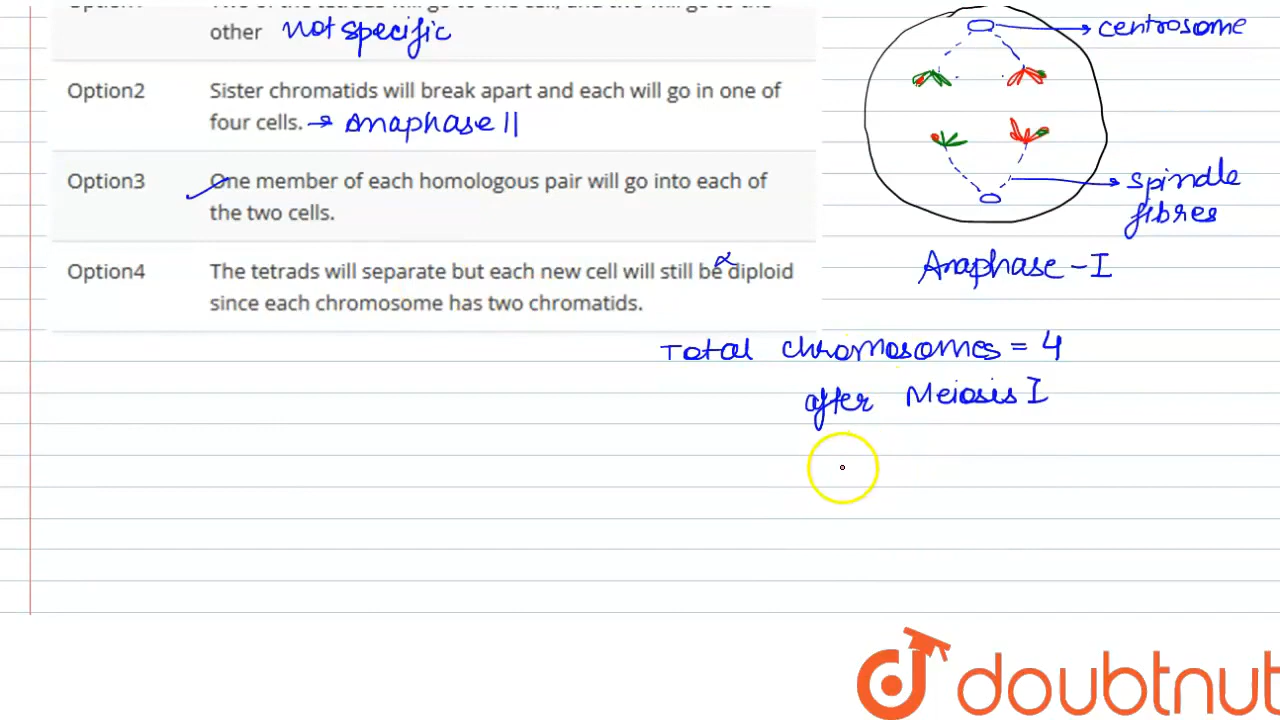 other not specific
centrosome
Option2 Sister chromatids will break apart and each will go in one of
four cells. → Anaphase II
Option3 One member of each homologous pair will go into each of
the two cells.
spindle
fibres
Anaphase - I
Option4 The tetrads will separate but each new cell will still be diploid
since each chromosome has two chromatids.
Total chromosomes = 4
after Meiosis I
doubtnut